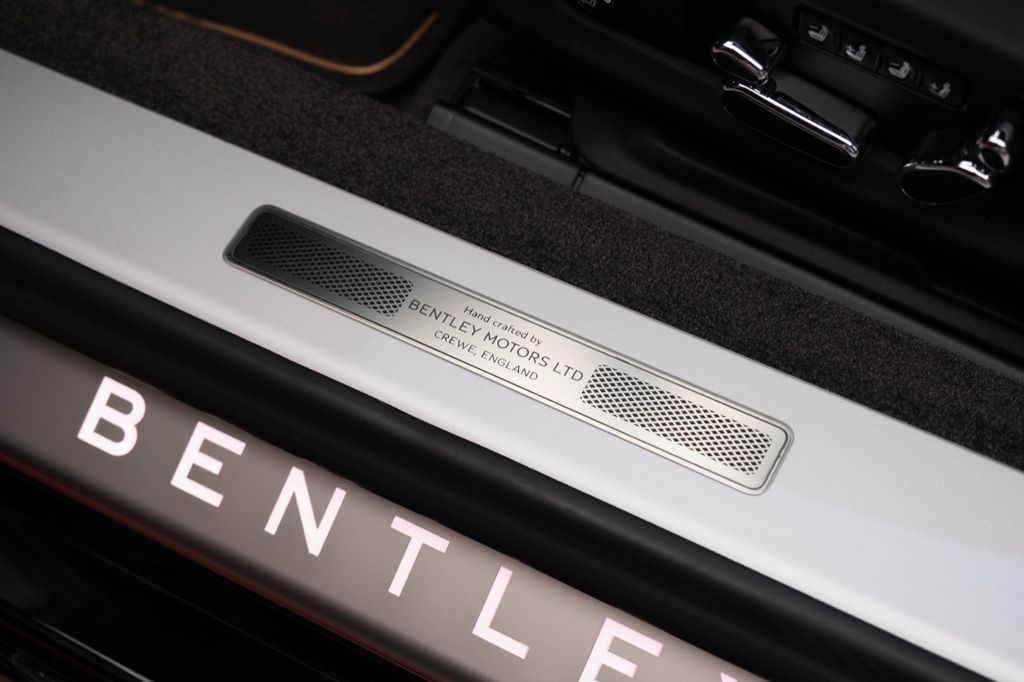 Hand crafted by
BENTLEY MOTORS LTD
CREWE, ENGLAND
BENTLEY